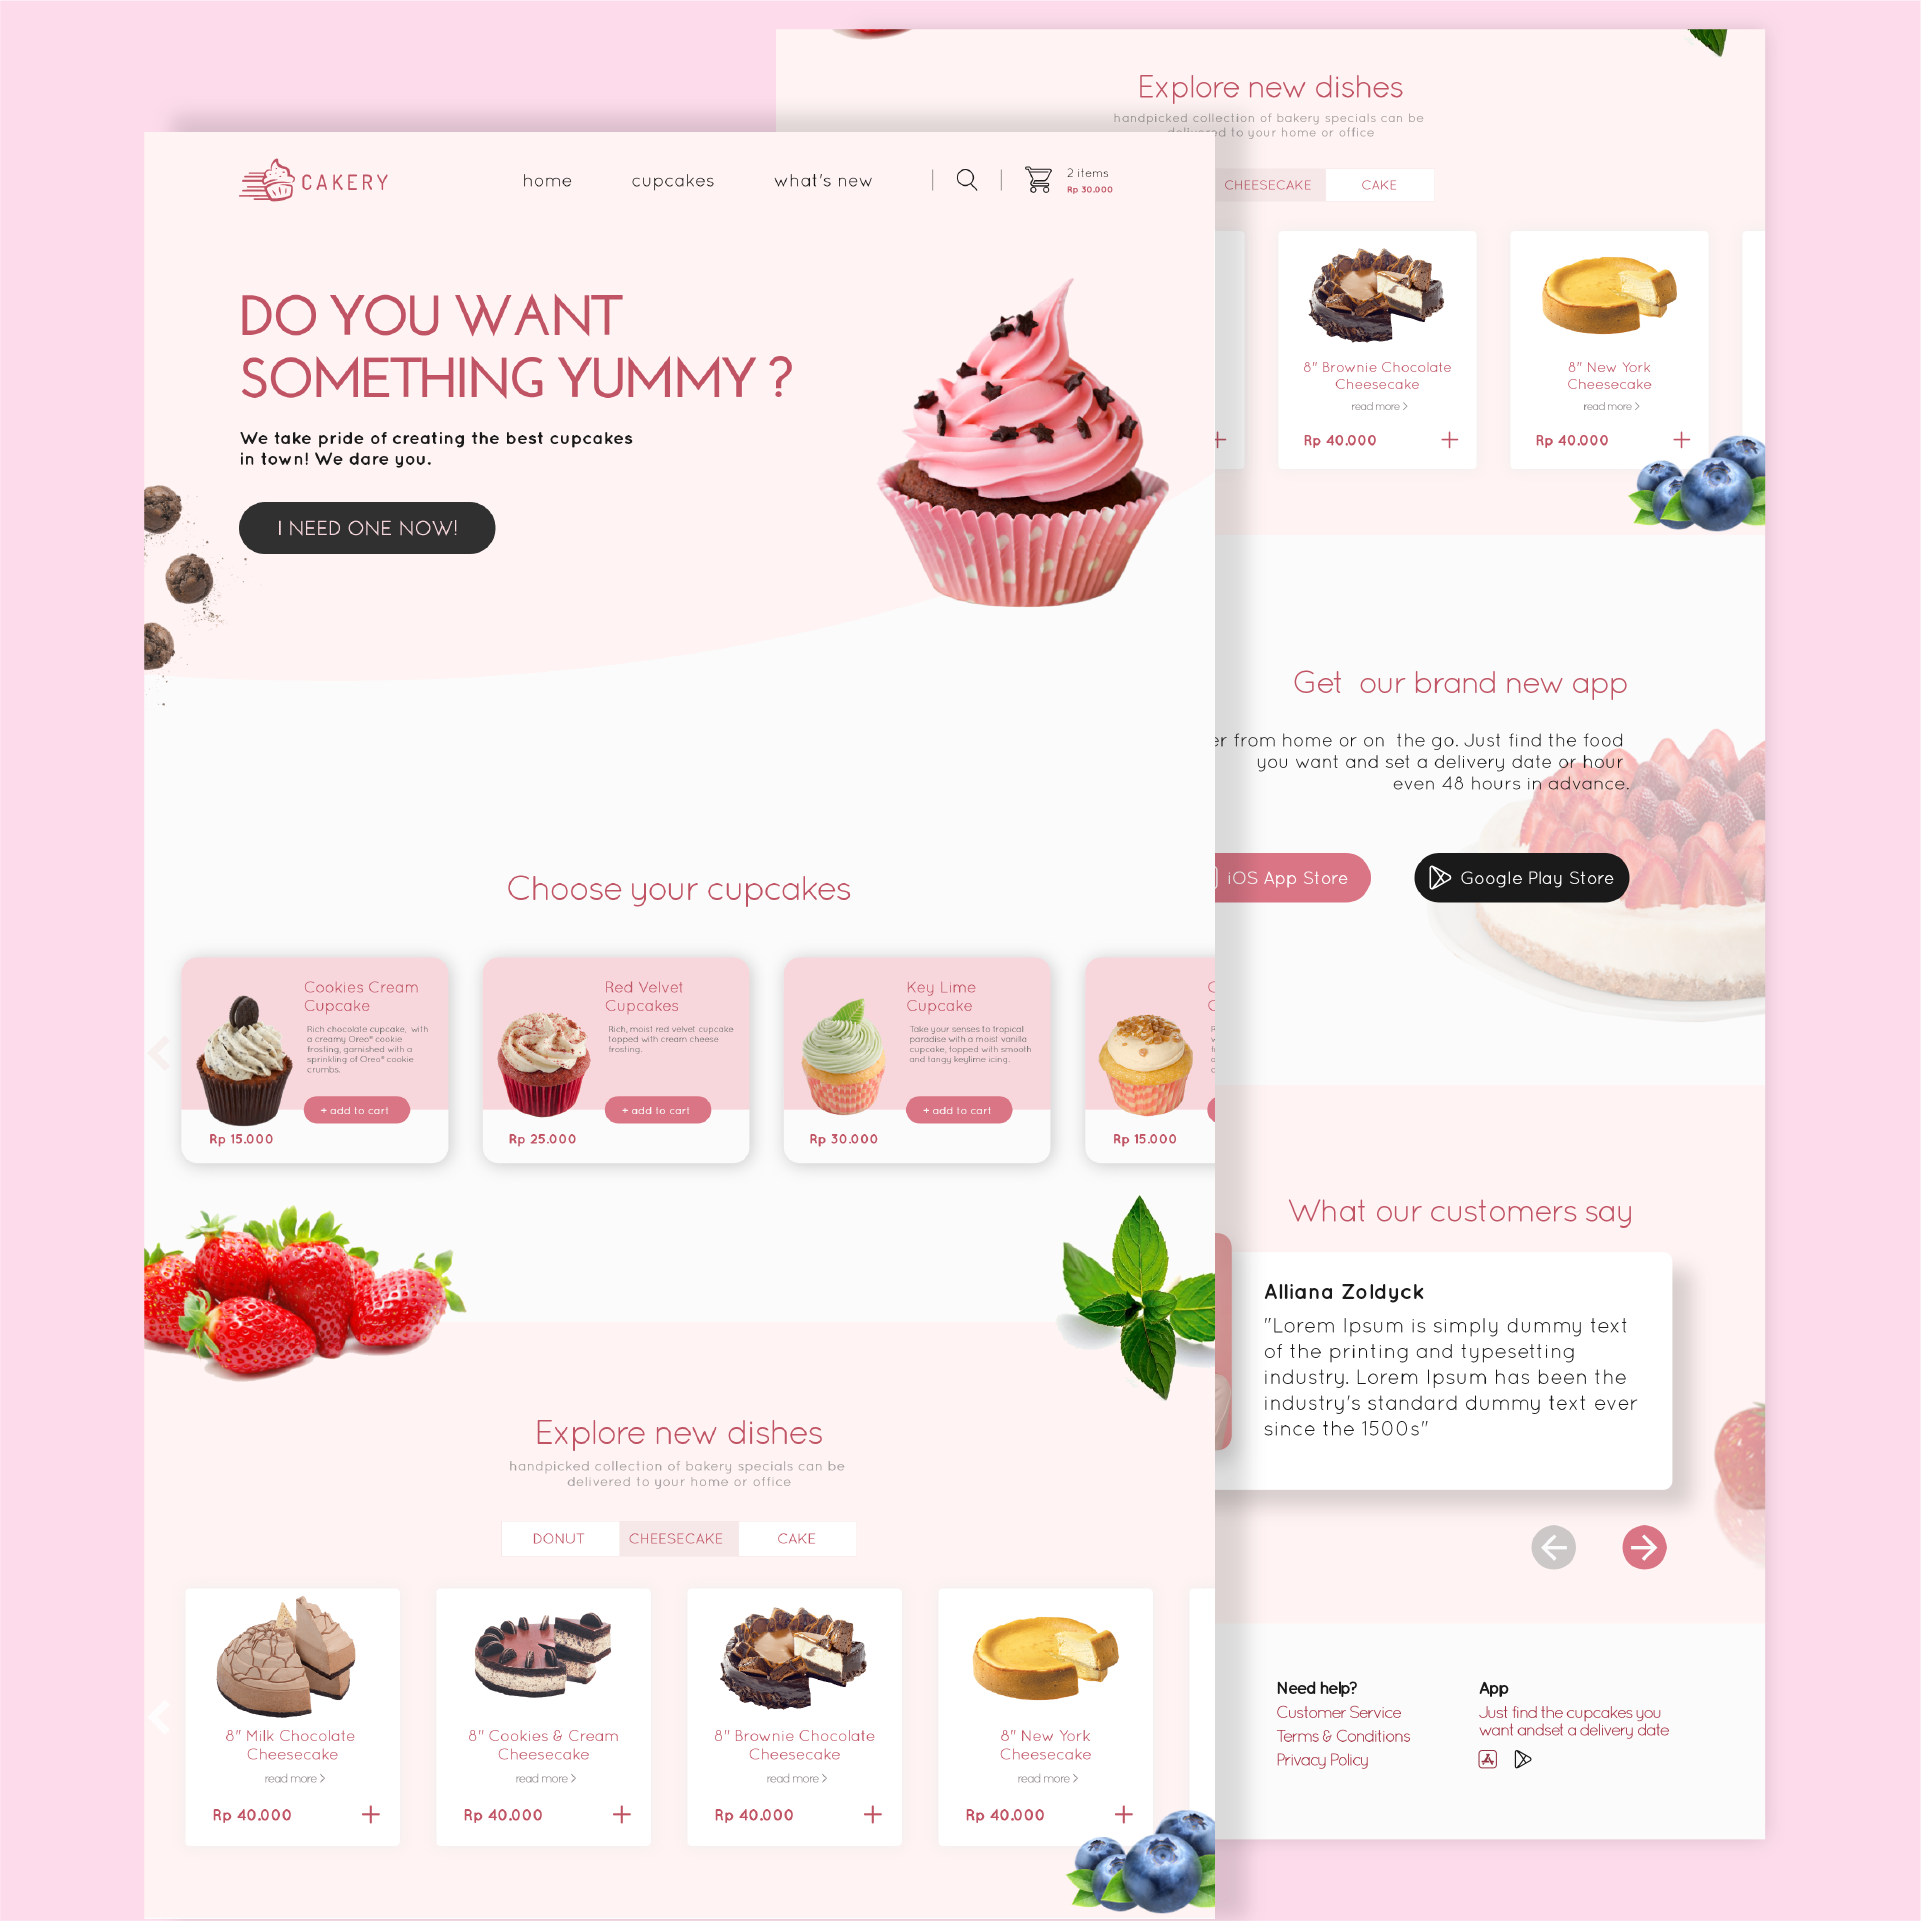 CAKERY
home
cupcakes
what's new
2 items
Rp 30.000
DO YOU WANT
SOMETHING YUMMY ?
We take pride of creating the best cupcakes
in town! We dare you.
I NEED ONE NOW!
Choose your cupcakes
Cookies Cream
Cupcake
Rich chocolate cupcake, with
a creamy Oreo® cookie
frosting, garnished with a
sprinkling of Oreo® cookie
crumbs.
+ add to cart
Rp 15.000
Red Velvet
Cupcakes
Rich, moist red velvet cupcake
topped with cream cheese
frosting.
+ add to cart
Rp 25.000
Key Lime
Cupcake
Take your senses to tropical
paradise with a moist vanilla
cupcake, topped with smooth
and tangy keylime icing.
+ add to cart
Rp 30.000
Rp 15.000
Explore new dishes
handpicked collection of bakery specials can be
delivered to your home or office
DONUT
CHEESECAKE
CAKE
8" Milk Chocolate
Cheesecake
read more >
Rp 40.000
+
8" Cookies & Cream
Cheesecake
read more >
Rp 40.000
+
8" Brownie Chocolate
Cheesecake
read more >
Rp 40.000
+
8" New York
Cheesecake
read more >
Rp 40.000
+
Explore new dishes
handpicked collection of bakery specials can be
to your home or office
CHEESECAKE
CAKE
8" Brownie Chocolate
Cheesecake
read more >
Rp 40.000
+
8" New York
Cheesecake
read more >
Rp 40.000
+
Get our brand new app
from home or on the go. Just find the food
you want and set a delivery date or hour
even 48 hours in advance.
iOS App Store
Google Play Store
What our customers say
Alliana Zoldyck
"Lorem Ipsum is simply dummy text
of the printing and typesetting
industry. Lorem Ipsum has been the
industry's standard dummy text ever
since the 1500s"
Need help?
Customer Service
Terms & Conditions
Privacy Policy
App
Just find the cupcakes you
want andset a delivery date